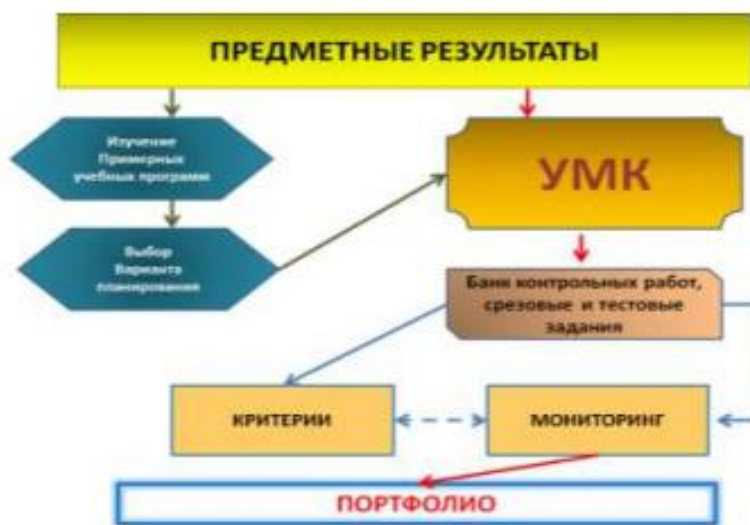 ПРЕДМЕТНЫЕ РЕЗУЛЬТАТЫ
Изучение
Примерных
учебных программ
УМК
Выбор
Варианта
планирования
Банк контрольных работ,
срезовые и тестовые
задания
КРИТЕРИИ
МОНИТОРИНГ
ПОРТФОЛИО